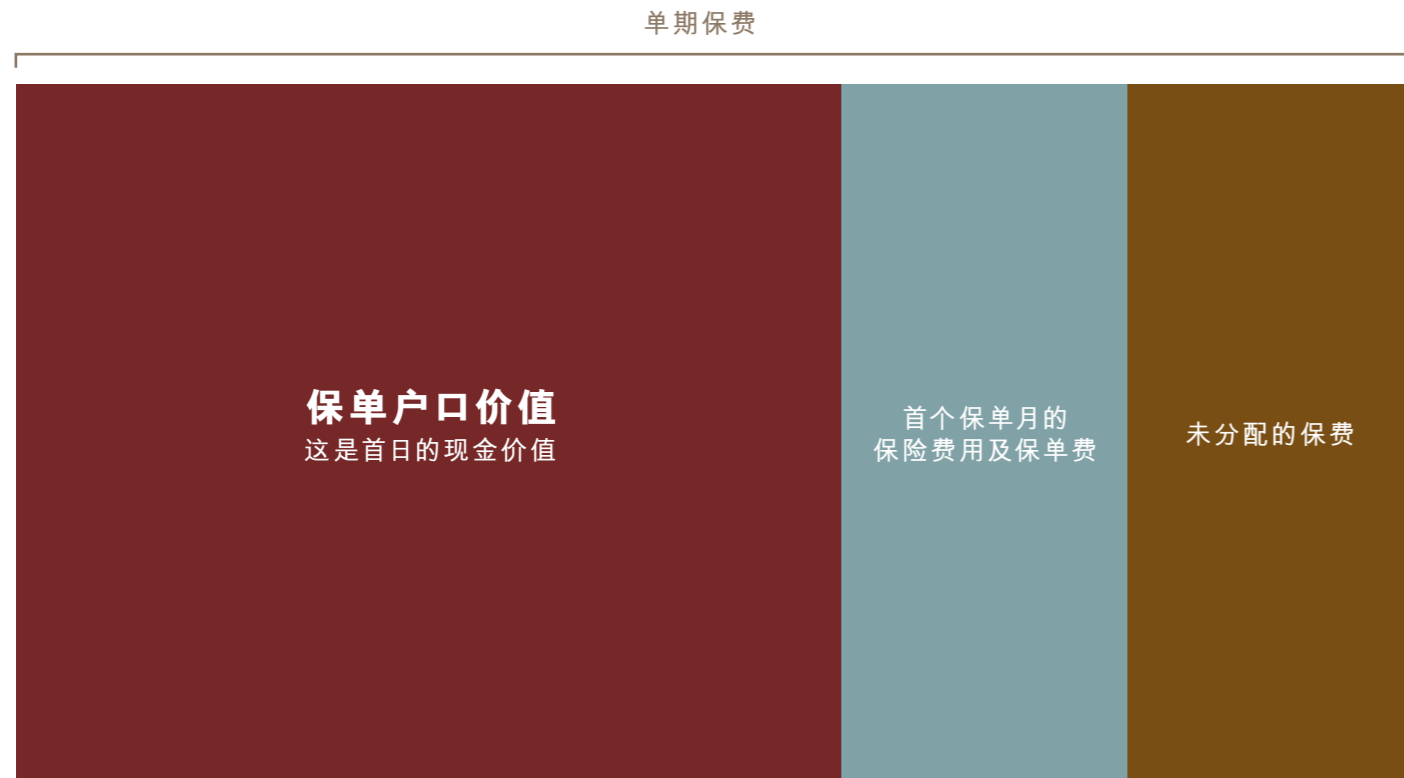 单期保费
保单户口价值
这是首日的现金价值
首个保单月的
保险费用及保单费
未分配的保费